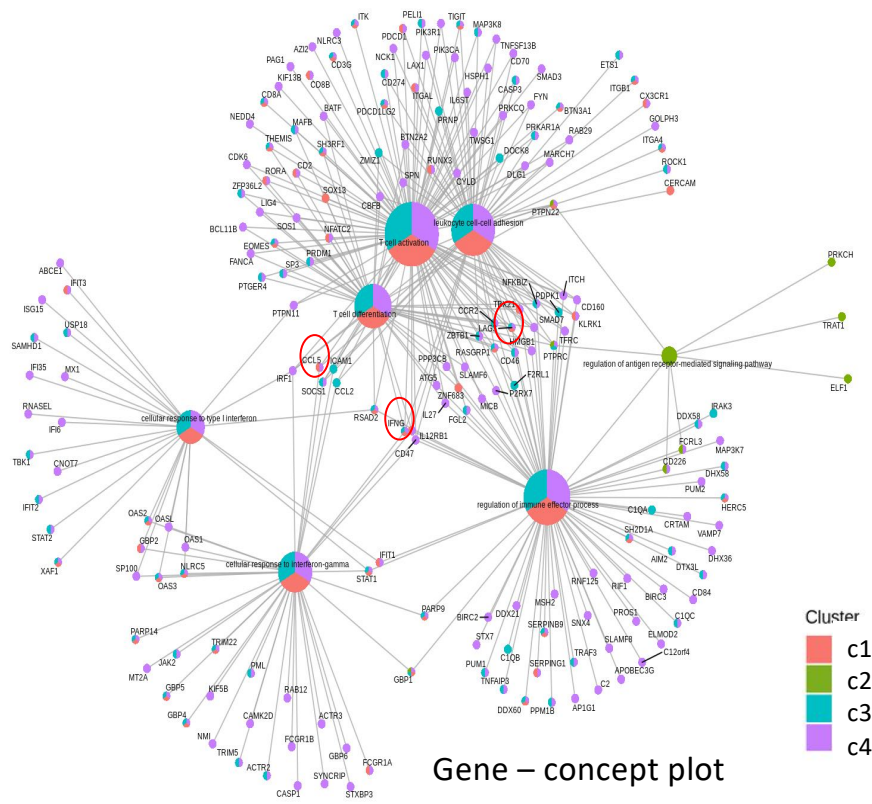 ITK
PELI1
TIGIT
PDCD1
PIK3R1
MAP3K8
NLRC3
AZI2
CD3G
NCK1
LAX1
PIK3CA
TNFSF13B
PAG1
KIF13B
CD8B
CD274
HSPH1
CD70
ETS1
CD8A
ITGAL
IL6ST
CASP3
SMAD3
ITGB1
BATF
PDCD1LG2
PRNP
PRKCQ
FYN
BTN3A1
CX3CR1
NEDD4
MAFB
BTN2A2
TWSG1
PRKAR1A
RAB29
GOLPH3
THEMIS
SH3RF1
ZMIZ1
RUNX3
DOCK8
MARCH7
ITGA4
CDK6
RORA
CD2
SPN
CYLD
DLG1
ROCK1
ZFP36L2
SOX13
CBFB
CERCAM
LIG4
PTPN22
BCL11B
SOS1
NFATC2
leukocyte cell-cell adhesion
EOMES
T cell activation
FANCA
SP3
PRDM1
PRKCH
ABCE1
PTGER4
NFKBIZ
ITCH
IFIT3
PDPK1
ISG15
PTPN11
T cell differentiation
TBX21
CD160
CCR2
SMAD7
USP18
LAG3
KLRK1
TRAT1
ZBTB1
HMGB1
TFRC
SAMHD1
CCL5
ICAM1
PPP3CB
RASGRP1
CD46
PTPRC
regulation of antigen receptor-mediated signaling pathway
IFI35
MX1
IRF1
ATG5
SLAMF6
F2RL1
SOCS1
CCL2
ZNF683
P2RX7
ELF1
RNASEL
IL27
MICB
IRAK3
cellular response to type I interferon
RSAD2
IFNG
FGL2
DDX58
IFI6
IL12RB1
FCRL3
MAP3K7
CD47
TBK1
CNOT7
CD226
DHX58
PUM2
IFIT2
regulation of immune effector process
C1QA
HERC5
STAT2
OAS2
OASL
CRTAM
VAMP7
SH2D1A
OAS1
GBP2
AIM2
DHX36
XAF1
SP100
NLRC5
cellular response to interferon-gamma
IFIT1
DTX3L
OAS3
STAT1
RNF125
RIF1
BIRC3
CD84
MSH2
PARP9
DDX21
PROS1
C1QC
PARP14
TRIM22
BIRC2
SERPINB9
SNX4
STX7
ELMOD2
JAK2
PML
SLAMF8
C12orf4
MT2A
C1QB
TRAF3
GBP1
PUM1
SERPING1
APOBEC3G
GBP5
KIF5B
RAB12
TNFAIP3
C2
GBP4
CAMK2D
ACTR3
DDX60
PPM1B
AP1G1
NMI
FCGR1B
TRIM5
GBP6
ACTR2
FCGR1A
SYNCRIP
CASP1
STXBP3
Cluster
c1
c2
c3
c4
Gene – concept plot